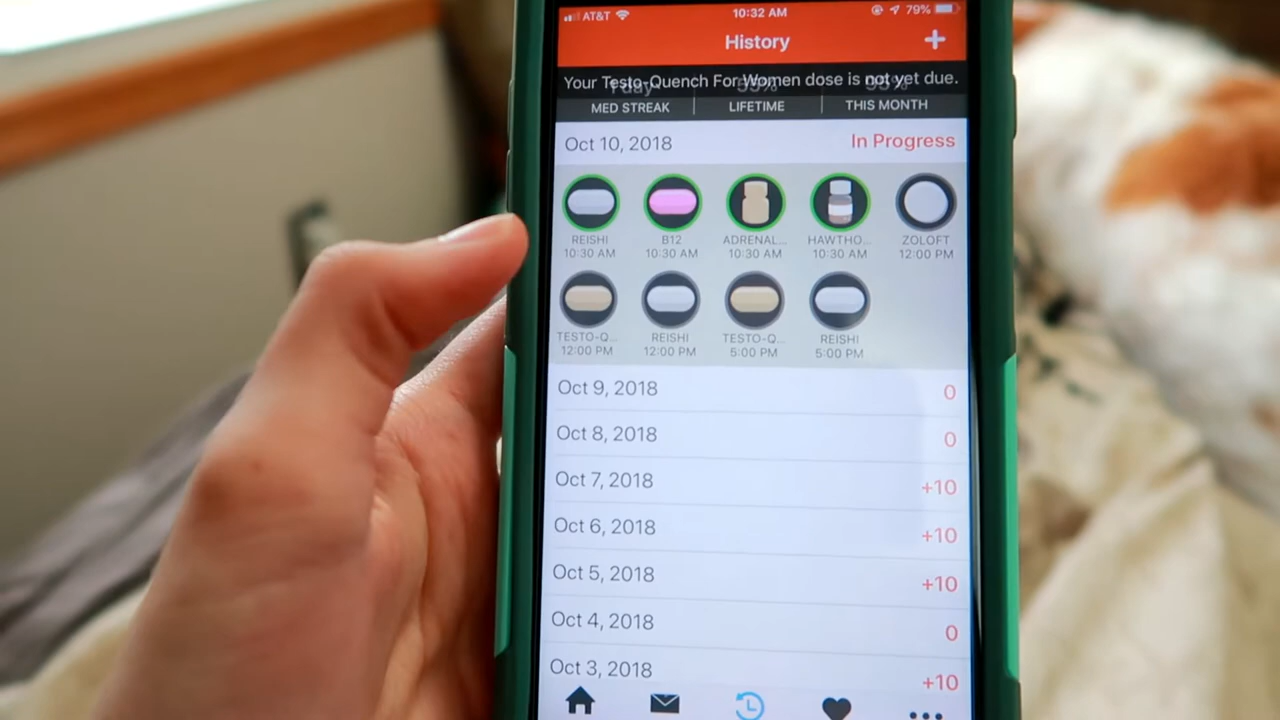 AT&T 10:32 AM 79%
History +
Your Testo-Quench For Women dose is not yet due.
MED STREAK LIFETIME THIS MONTH
Oct 10, 2018 In Progress
REISHI B12 ADRENAL... HAWTHO... ZOLOFT
10:30 AM 10:30 AM 10:30 AM 10:30 AM 12:00 PM
TESTO-Q... REISHI TESTO-Q... REISHI
12:00 PM 12:00 PM 5:00 PM 5:00 PM
Oct 9, 2018 0
Oct 8, 2018 0
Oct 7, 2018 +10
Oct 6, 2018 +10
Oct 5, 2018 +10
Oct 4, 2018 0
Oct 3, 2018 +10